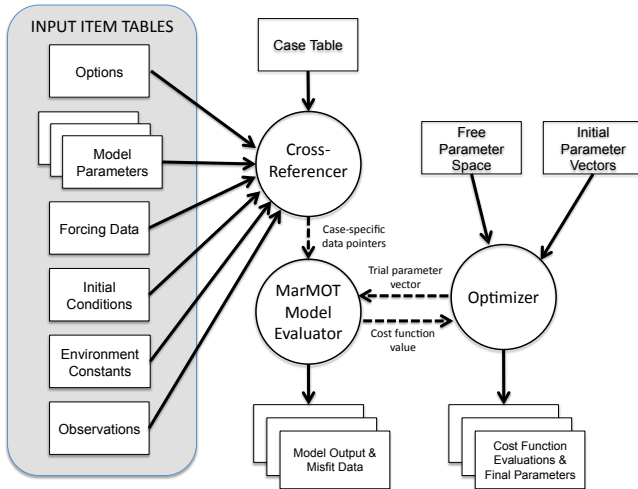 INPUT ITEM TABLES
Options
Model
Parameters
Forcing Data
Initial
Conditions
Environment
Constants
Observations
Case Table
Cross-
Referencer
Case-specific
data pointers
MarMOT
Model
Evaluator
Trial parameter
vector
Cost function
value
Free
Parameter
Space
Initial
Parameter
Vectors
Optimizer
Model Output &
Misfit Data
Cost Function
Evaluations &
Final Parameters